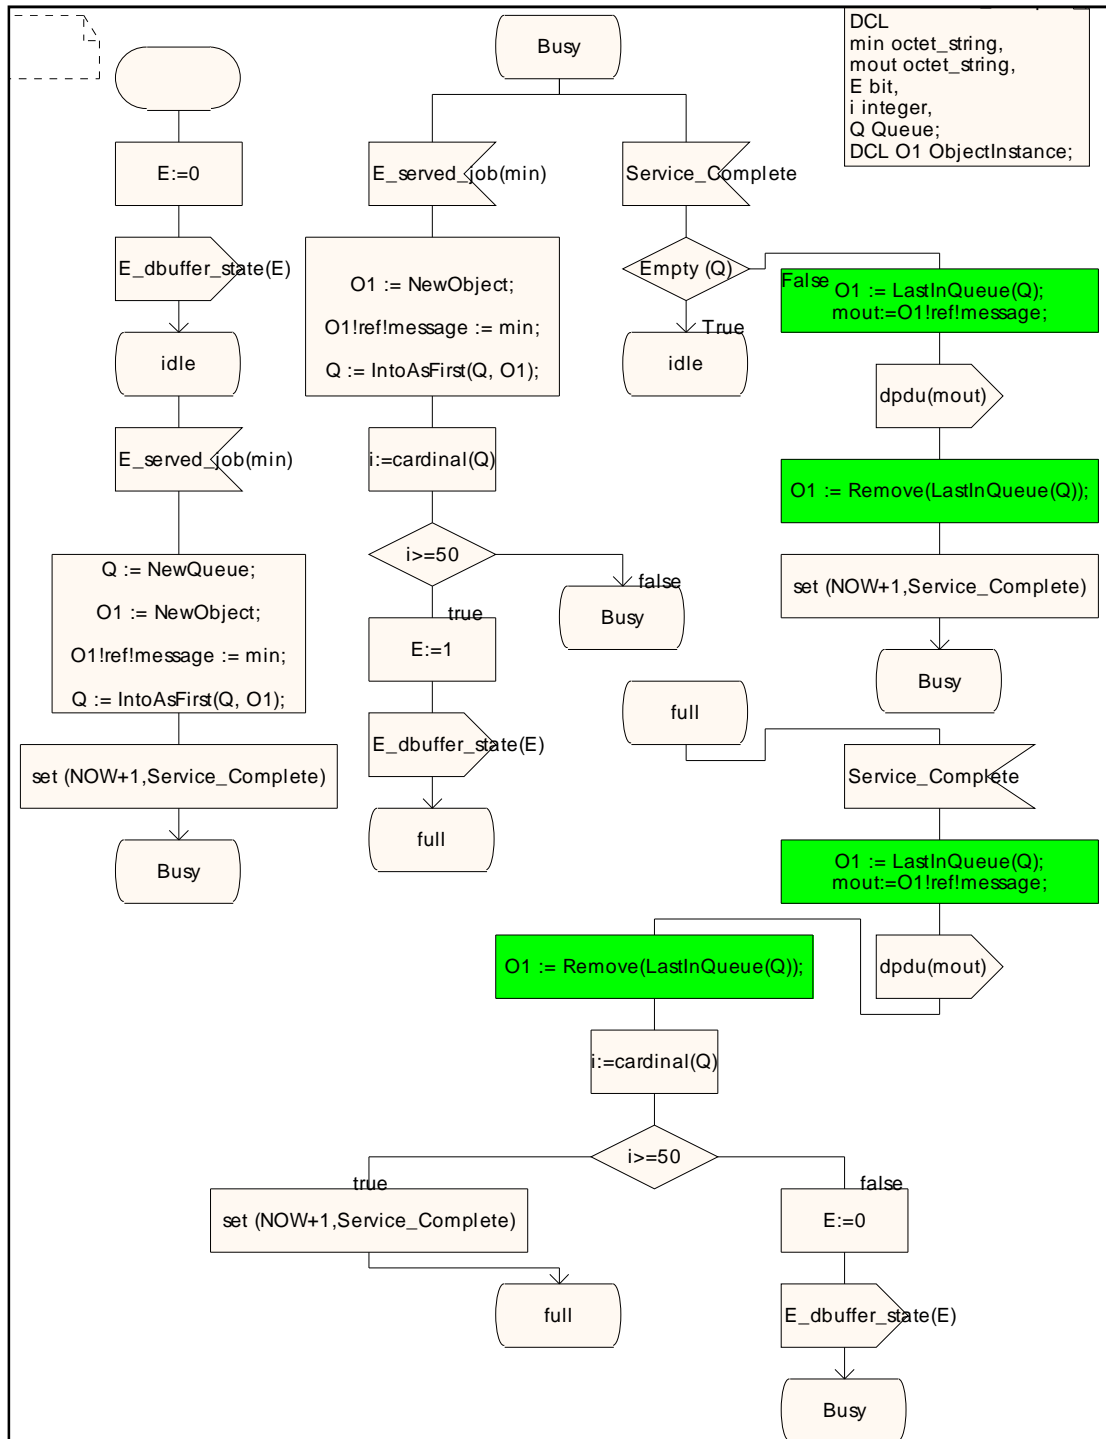 E:=0
E_dbuffer_state(E)
idle
E_served_job(min)
Q := NewQueue;
O1 := NewObject;
O1!ref!message := min;
Q := IntoAsFirst(Q, O1);
set (NOW+1,Service_Complete)
Busy
Busy
E_served_job(min)
O1 := NewObject;
O1!ref!message := min;
Q := IntoAsFirst(Q, O1);
i:=cardinal(Q)
i>=50
false
Busy
true
E:=1
E_dbuffer_state(E)
full
Service_Complete
Empty (Q)
True
idle
False
O1 := LastInQueue(Q);
mout:=O1!ref!message;
dpdu(mout)
O1 := Remove(LastInQueue(Q));
set (NOW+1,Service_Complete)
Busy
DCL
min octet_string,
mout octet_string,
E bit,
i integer,
Q Queue;
DCL O1 ObjectInstance;
full
Service_Complete
O1 := LastInQueue(Q);
mout:=O1!ref!message;
dpdu(mout)
O1 := Remove(LastInQueue(Q));
i:=cardinal(Q)
i>=50
true
set (NOW+1,Service_Complete)
full
false
E:=0
E_dbuffer_state(E)
Busy